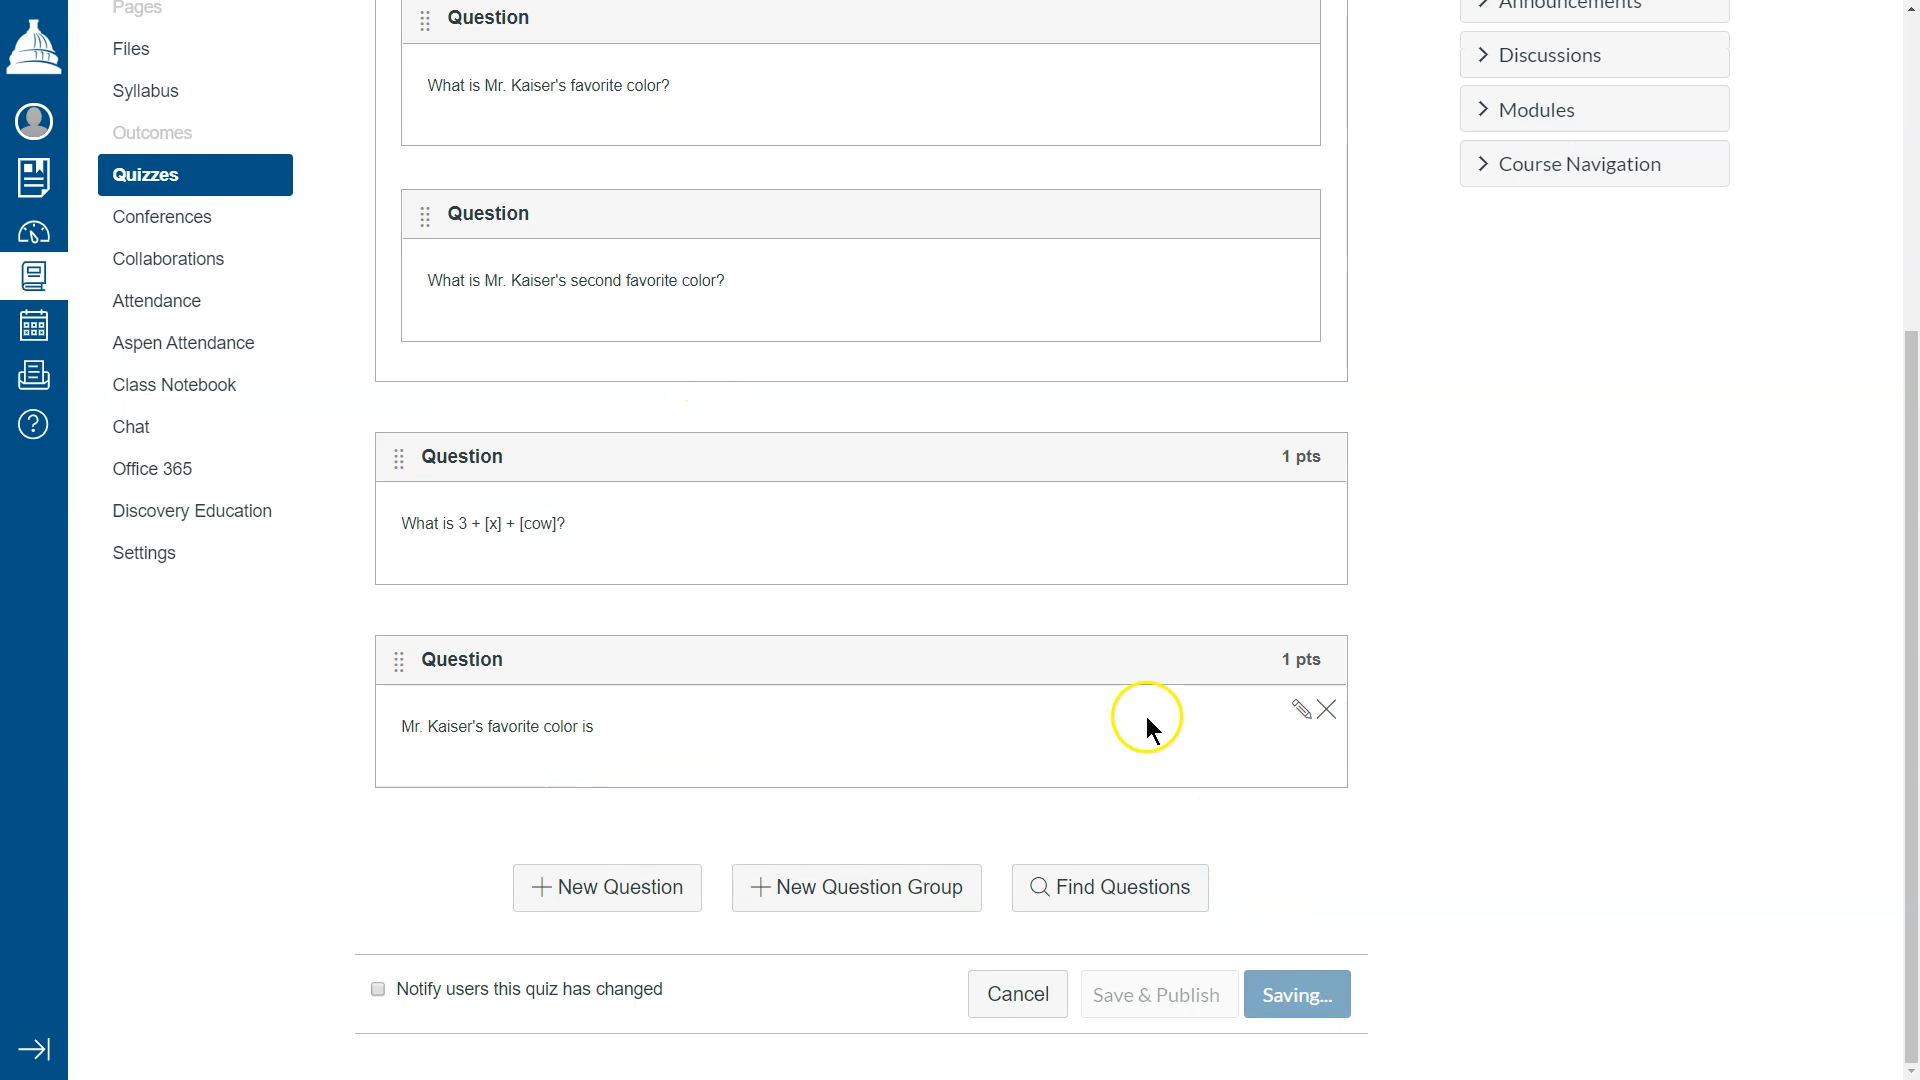 Pages
Files
Syllabus
Outcomes
Quizzes
Conferences
Collaborations
Attendance
Aspen Attendance
Class Notebook
Chat
Office 365
Discovery Education
Settings
Question
What is Mr. Kaiser's favorite color?
Question
What is Mr. Kaiser's second favorite color?
Question 1 pts
What is 3 + [x] + [cow]?
Question 1 pts
Mr. Kaiser's favorite color is
+ New Question + New Question Group Find Questions
Notify users this quiz has changed
Cancel Save & Publish Saving...
Announcements
Discussions
Modules
Course Navigation